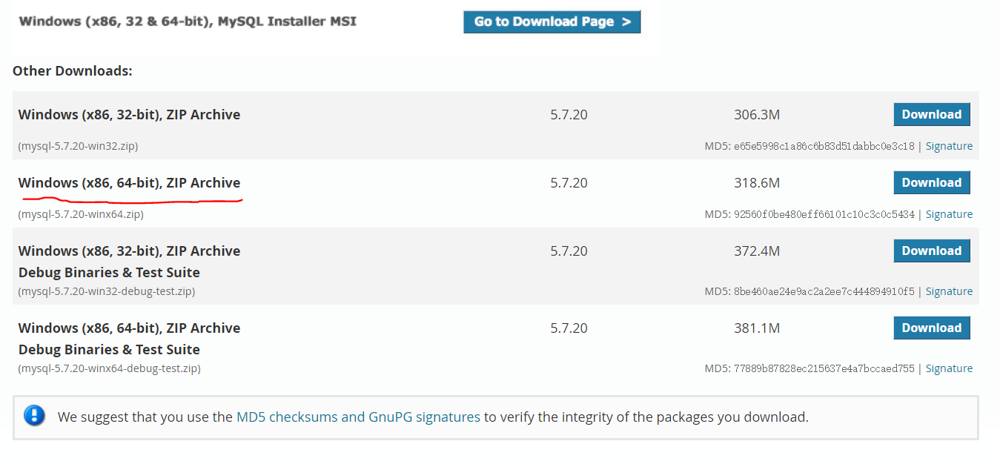 Windows (x86, 32 & 64-bit), MySQL Installer MSI
Go to Download Page >
Other Downloads:
Windows (x86, 32-bit), ZIP Archive
5.7.20
306.3M
Download
(mysql-5.7.20-win32.zip)
MD5: e65e5998c1a86c6b83d51dabbc0e3c18 | Signature
Windows (x86, 64-bit), ZIP Archive
5.7.20
318.6M
Download
(mysql-5.7.20-winx64.zip)
MD5: 92560f0be480eff66101c10c3c0c5434 | Signature
Windows (x86, 32-bit), ZIP Archive
5.7.20
372.4M
Download
Debug Binaries & Test Suite
(mysql-5.7.20-win32-debug-test.zip)
MD5: 8be460ae24e9ac2a2ee7c444894910f5 | Signature
Windows (x86, 64-bit), ZIP Archive
5.7.20
381.1M
Download
Debug Binaries & Test Suite
(mysql-5.7.20-winx64-debug-test.zip)
MD5: 77889b87828ec215637e4a7bccaed755 | Signature
We suggest that you use the MD5 checksums and GnuPG signatures to verify the integrity of the packages you download.